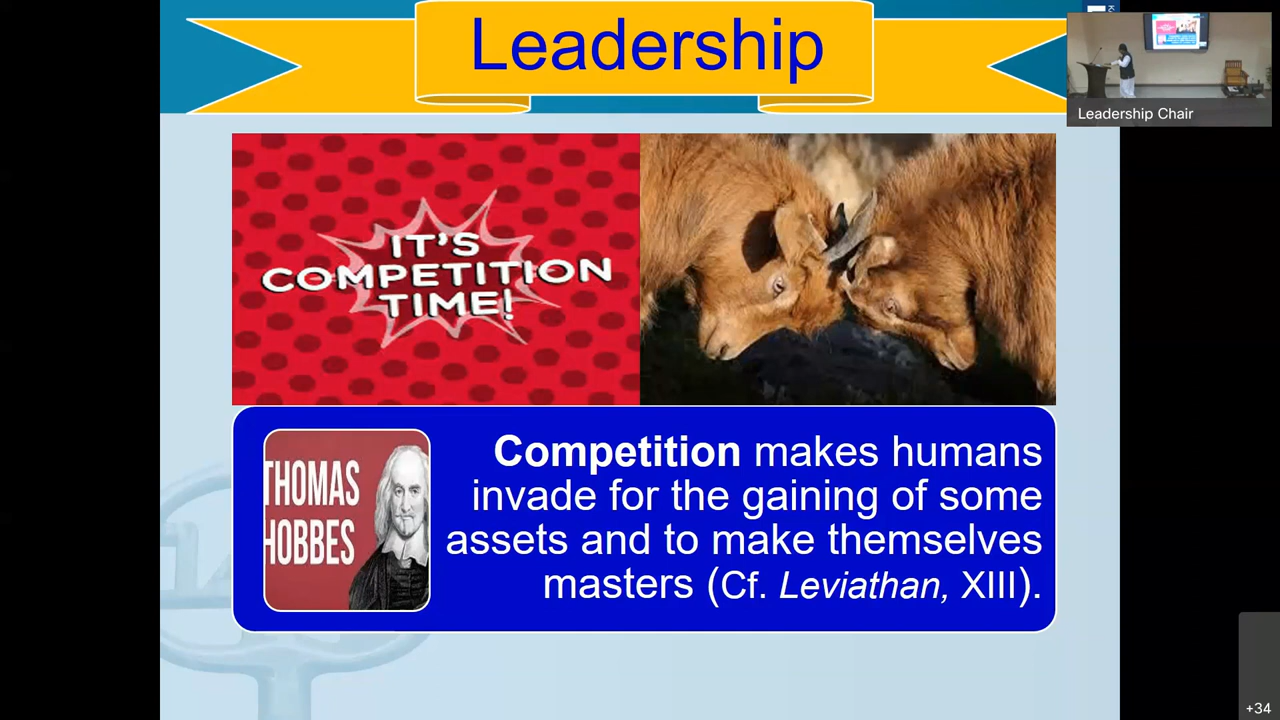 Leadership
Leadership Chair
IT'S
COMPETITION
TIME!
THOMAS
HOBBES
Competition makes humans
invade for the gaining of some
assets and to make themselves
masters (Cf. Leviathan, XIII).
+34